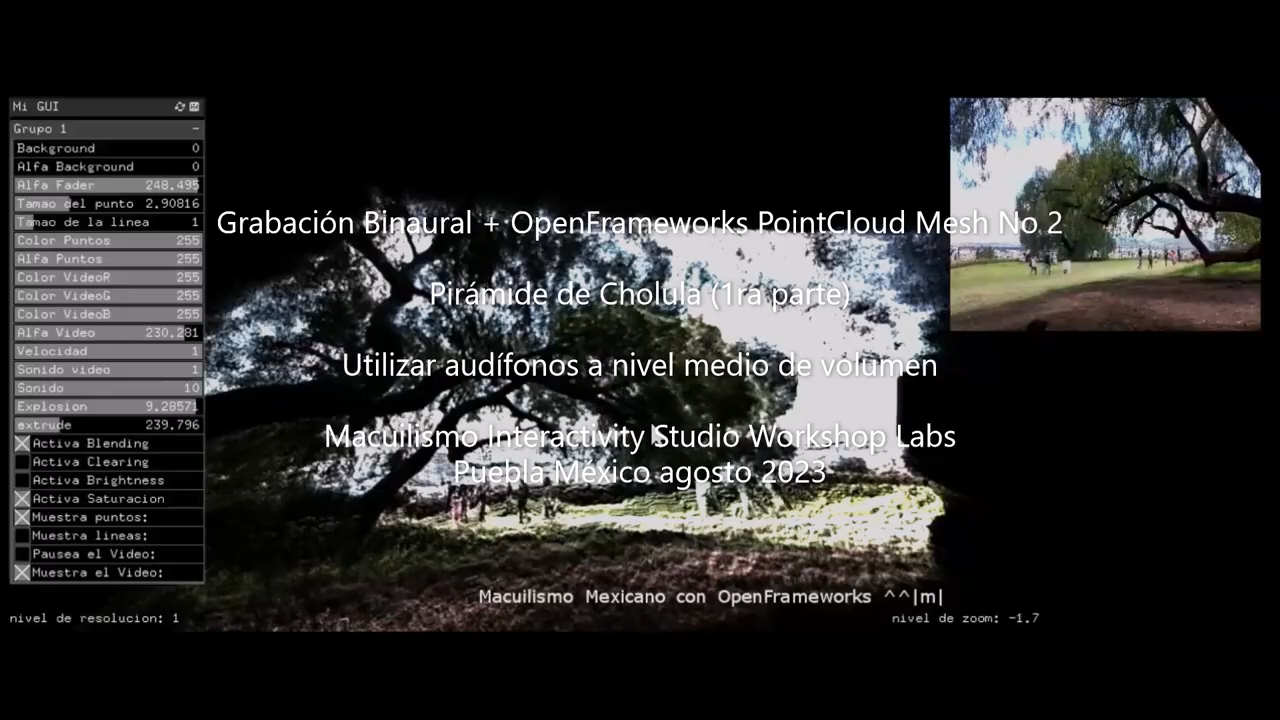 Mi GUI
Grupo 1 -
Background 0
Alfa Background 0
Alfa Fader 248.495
Tamao del punto 2.90816
Tamao de la linea 1
Color Puntos 255
Alfa Puntos 255
Color VideoR 255
Color VideoG 255
Color VideoB 255
Alfa Video 230.281
Velocidad 1
Sonido video 1
Sonido 10
Explosion 9.28571
extrude 239.796
Activa Blending
Activa Clearing
Activa Brightness
Activa Saturacion
Muestra puntos:
Muestra lineas:
Pausea el Video:
Muestra el Video:
nivel de resolucion: 1
Grabación Binaural + OpenFrameworks PointCloud Mesh No 2
Pirámide de Cholula (1ra parte)
Utilizar audífonos a nivel medio de volumen
Macuilismo Interactivity Studio Workshop Labs
Puebla México agosto 2023
Macuilismo Mexicano con OpenFrameworks ^^|m|
nivel de zoom: -1.7